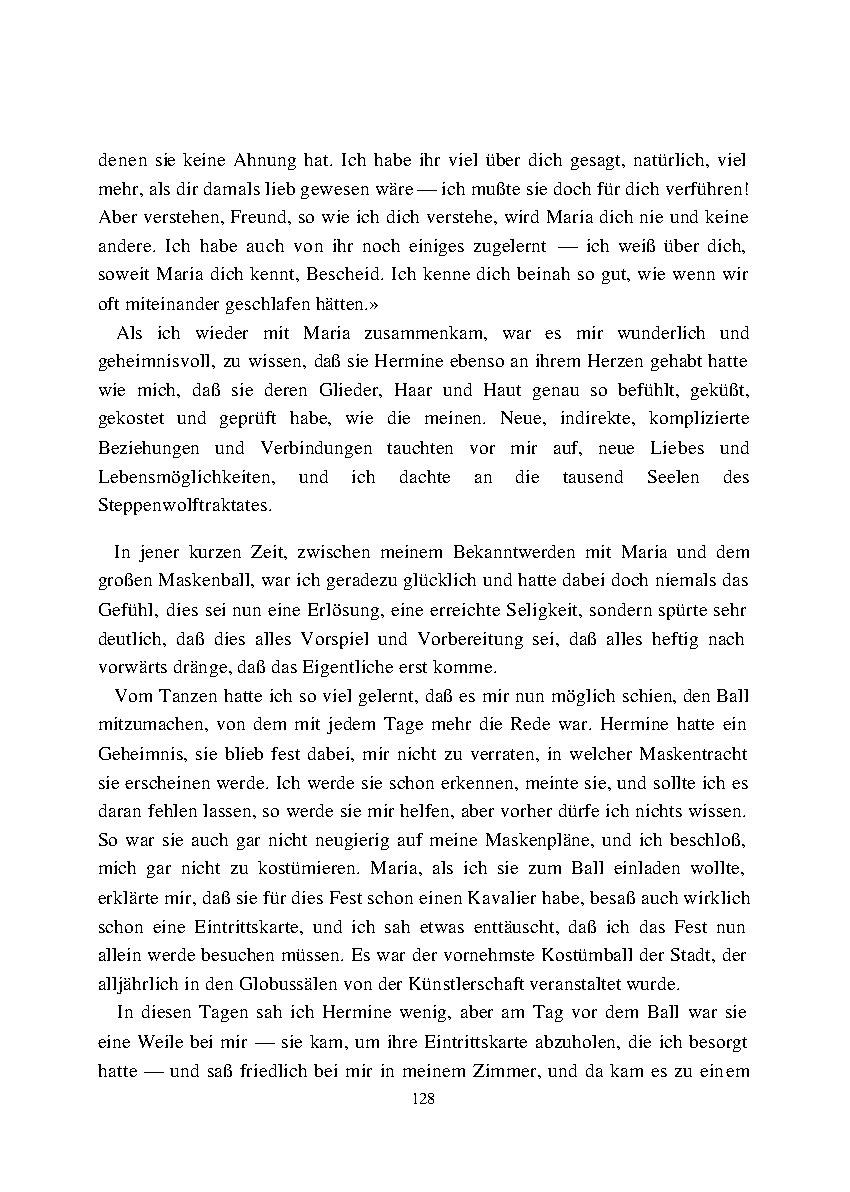 denen sie keine Ahnung hat. Ich habe ihr viel über dich gesagt, natürlich, viel
mehr, als dir damals lieb gewesen wäre — ich mußte sie doch für dich verführen!
Aber verstehen, Freund, so wie ich dich verstehe, wird Maria dich nie und keine
andere. Ich habe auch von ihr noch einiges zugelernt — ich weiß über dich,
soweit Maria dich kennt, Bescheid. Ich kenne dich beinah so gut, wie wenn wir
oft miteinander geschlafen hätten.»
Als ich wieder mit Maria zusammenkam, war es mir wunderlich und
geheimnisvoll, zu wissen, daß sie Hermine ebenso an ihrem Herzen gehabt hatte
wie mich, daß sie deren Glieder, Haar und Haut genau so befühlt, geküßt,
gekostet und geprüft habe, wie die meinen. Neue, indirekte, komplizierte
Beziehungen und Verbindungen tauchten vor mir auf, neue Liebes und
Lebensmöglichkeiten, und ich dachte an die tausend Seelen des
Steppenwolftraktates.
In jener kurzen Zeit, zwischen meinem Bekanntwerden mit Maria und dem
großen Maskenball, war ich geradezu glücklich und hatte dabei doch niemals das
Gefühl, dies sei nun eine Erlösung, eine erreichte Seligkeit, sondern spürte sehr
deutlich, daß dies alles Vorspiel und Vorbereitung sei, daß alles heftig nach
vorwärts dränge, daß das Eigentliche erst komme.
Vom Tanzen hatte ich so viel gelernt, daß es mir nun möglich schien, den Ball
mitzumachen, von dem mit jedem Tage mehr die Rede war. Hermine hatte ein
Geheimnis, sie blieb fest dabei, mir nicht zu verraten, in welcher Maskentracht
sie erscheinen werde. Ich werde sie schon erkennen, meinte sie, und sollte ich es
daran fehlen lassen, so werde sie mir helfen, aber vorher dürfe ich nichts wissen.
So war sie auch gar nicht neugierig auf meine Maskenpläne, und ich beschloß,
mich gar nicht zu kostümieren. Maria, als ich sie zum Ball einladen wollte,
erklärte mir, daß sie für dies Fest schon einen Kavalier habe, besaß auch wirklich
schon eine Eintrittskarte, und ich sah etwas enttäuscht, daß ich das Fest nun
allein werde besuchen müssen. Es war der vornehmste Kostümball der Stadt, der
alljährlich in den Globussälen von der Künstlerschaft veranstaltet wurde.
In diesen Tagen sah ich Hermine wenig, aber am Tag vor dem Ball war sie
eine Weile bei mir — sie kam, um ihre Eintrittskarte abzuholen, die ich besorgt
hatte — und saß friedlich bei mir in meinem Zimmer, und da kam es zu einem
128